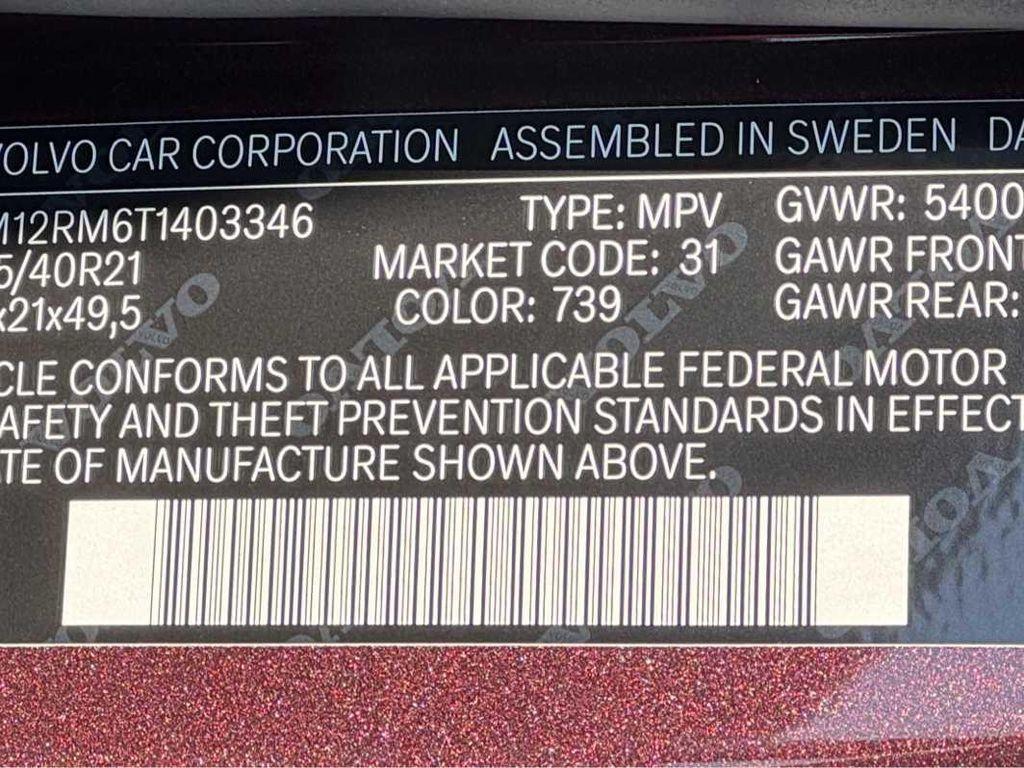 VOLVO CAR CORPORATION ASSEMBLED IN SWEDEN DA
M12RM6T1403346 TYPE: MPV GVWR: 5400
5/40R21 MARKET CODE: 31 GAWR FRONT
x21x49,5 COLOR: 739 GAWR REAR:
CLE CONFORMS TO ALL APPLICABLE FEDERAL MOTOR
AFETY AND THEFT PREVENTION STANDARDS IN EFFECT
TE OF MANUFACTURE SHOWN ABOVE.